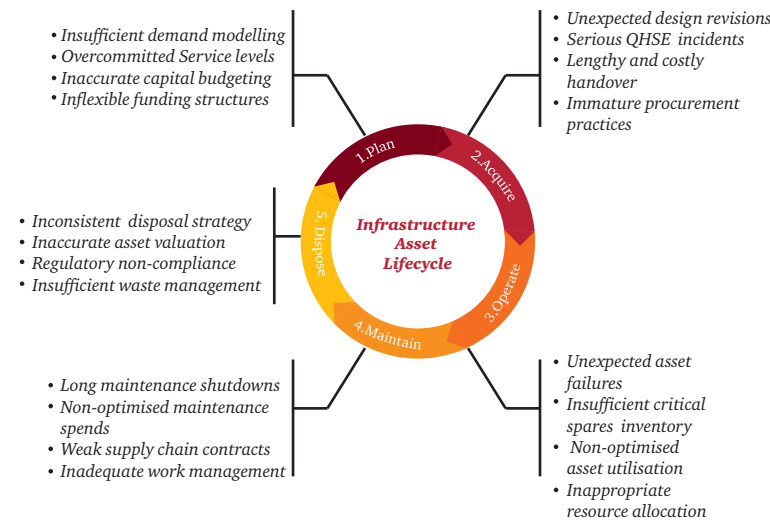 • Insufficient demand modelling
• Overcommitted Service levels
• Inaccurate capital budgeting
• Inflexible funding structures
• Unexpected design revisions
• Serious QHSE incidents
• Lengthy and costly
handover
• Immature procurement
practices
1.Plan
2.Acquire
3.Operate
4.Maintain
5. Dispose
Infrastructure
Asset
Lifecycle
• Inconsistent disposal strategy
• Inaccurate asset valuation
• Regulatory non-compliance
• Insufficient waste management
• Long maintenance shutdowns
• Non-optimised maintenance
spends
• Weak supply chain contracts
• Inadequate work management
• Unexpected asset
failures
• Insufficient critical
spares inventory
• Non-optimised
asset utilisation
• Inappropriate
resource allocation